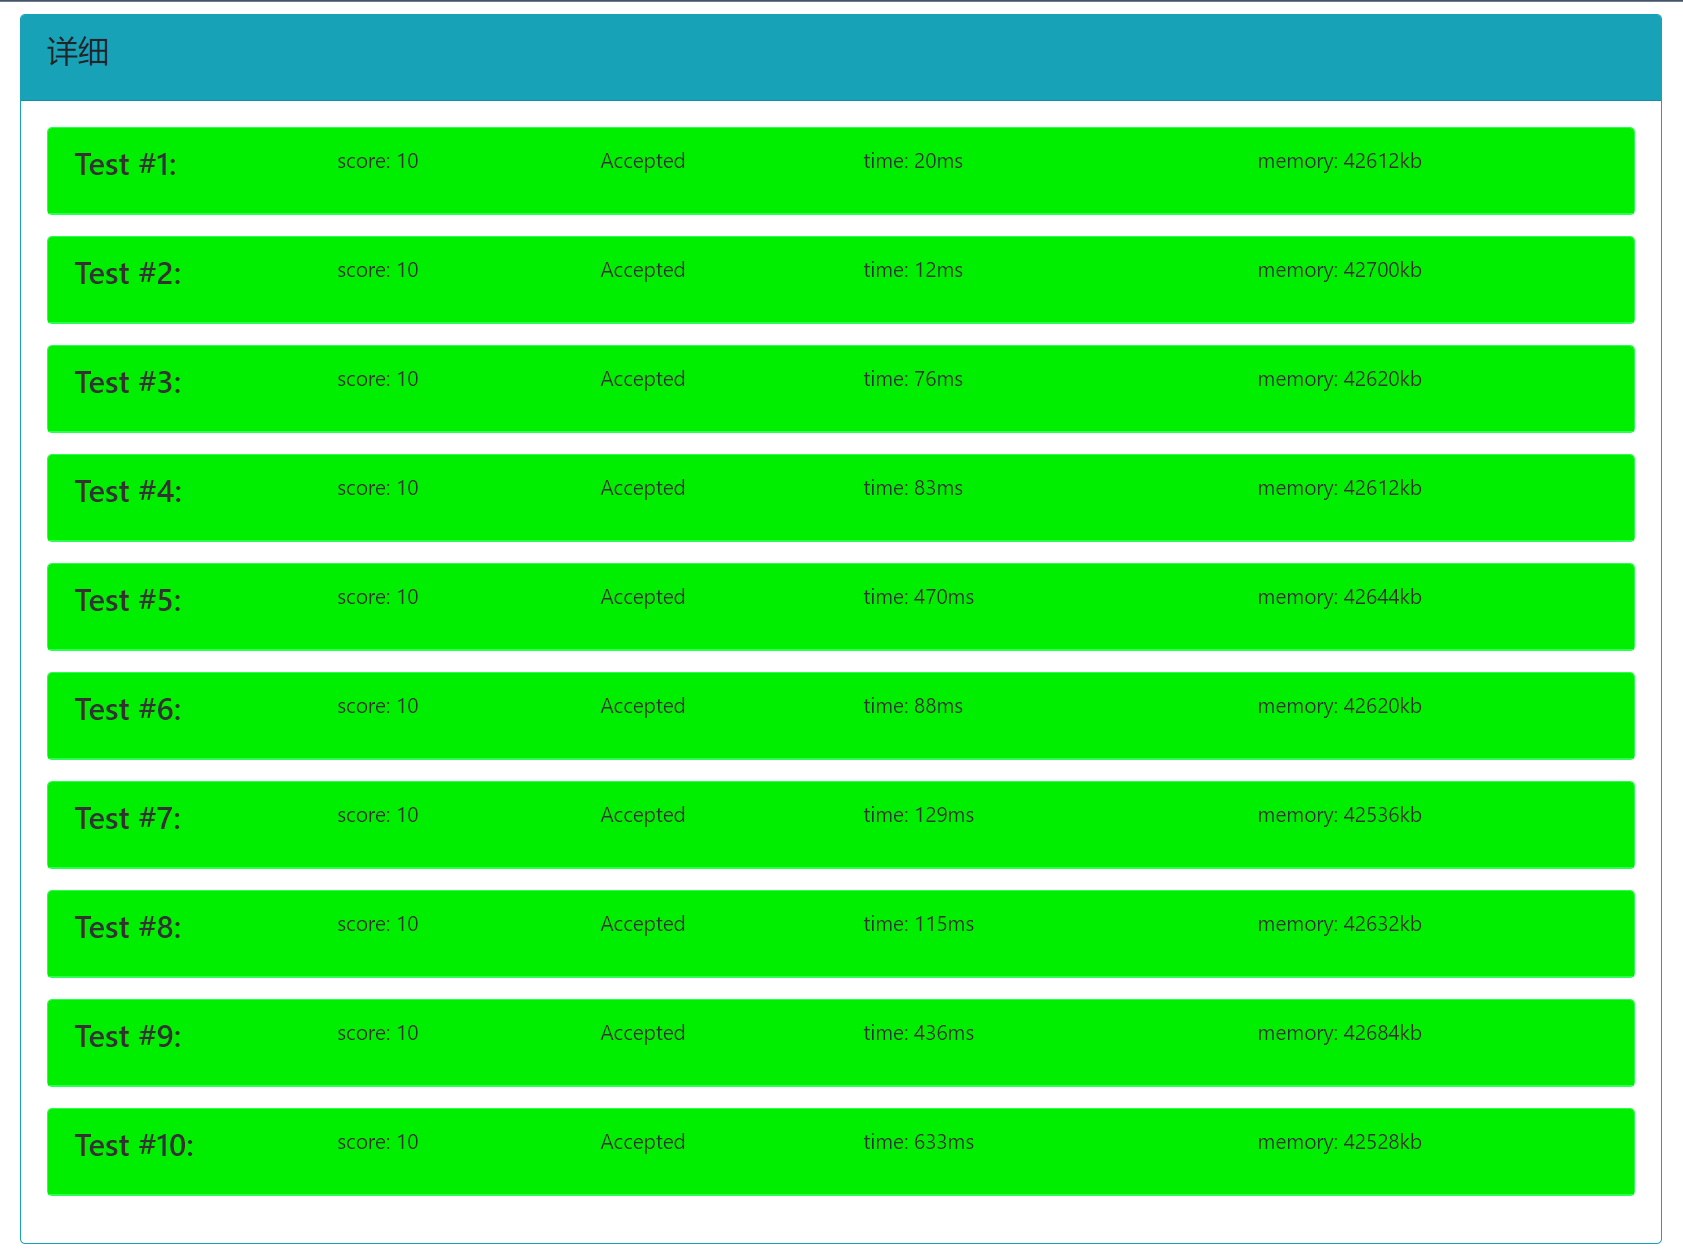 详细
Test #1: score: 10 Accepted time: 20ms memory: 42612kb
Test #2: score: 10 Accepted time: 12ms memory: 42700kb
Test #3: score: 10 Accepted time: 76ms memory: 42620kb
Test #4: score: 10 Accepted time: 83ms memory: 42612kb
Test #5: score: 10 Accepted time: 470ms memory: 42644kb
Test #6: score: 10 Accepted time: 88ms memory: 42620kb
Test #7: score: 10 Accepted time: 129ms memory: 42536kb
Test #8: score: 10 Accepted time: 115ms memory: 42632kb
Test #9: score: 10 Accepted time: 436ms memory: 42684kb
Test #10: score: 10 Accepted time: 633ms memory: 42528kb